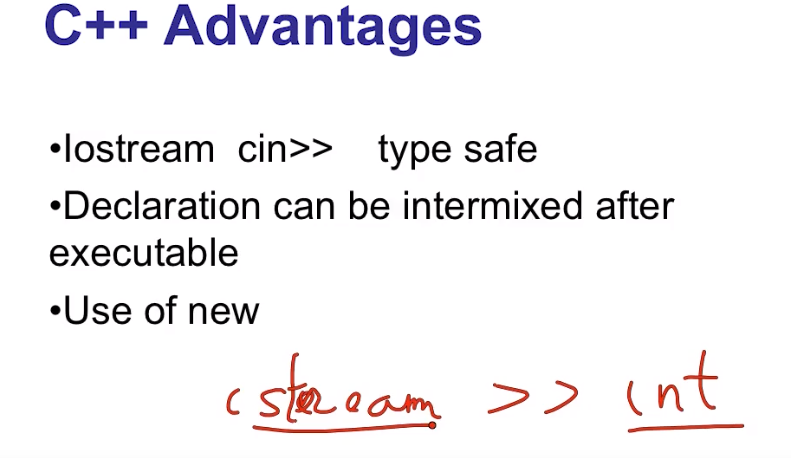 C++ Advantages
•Iostream cin>> type safe
•Declaration can be intermixed after
executable
•Use of new
istream >> int